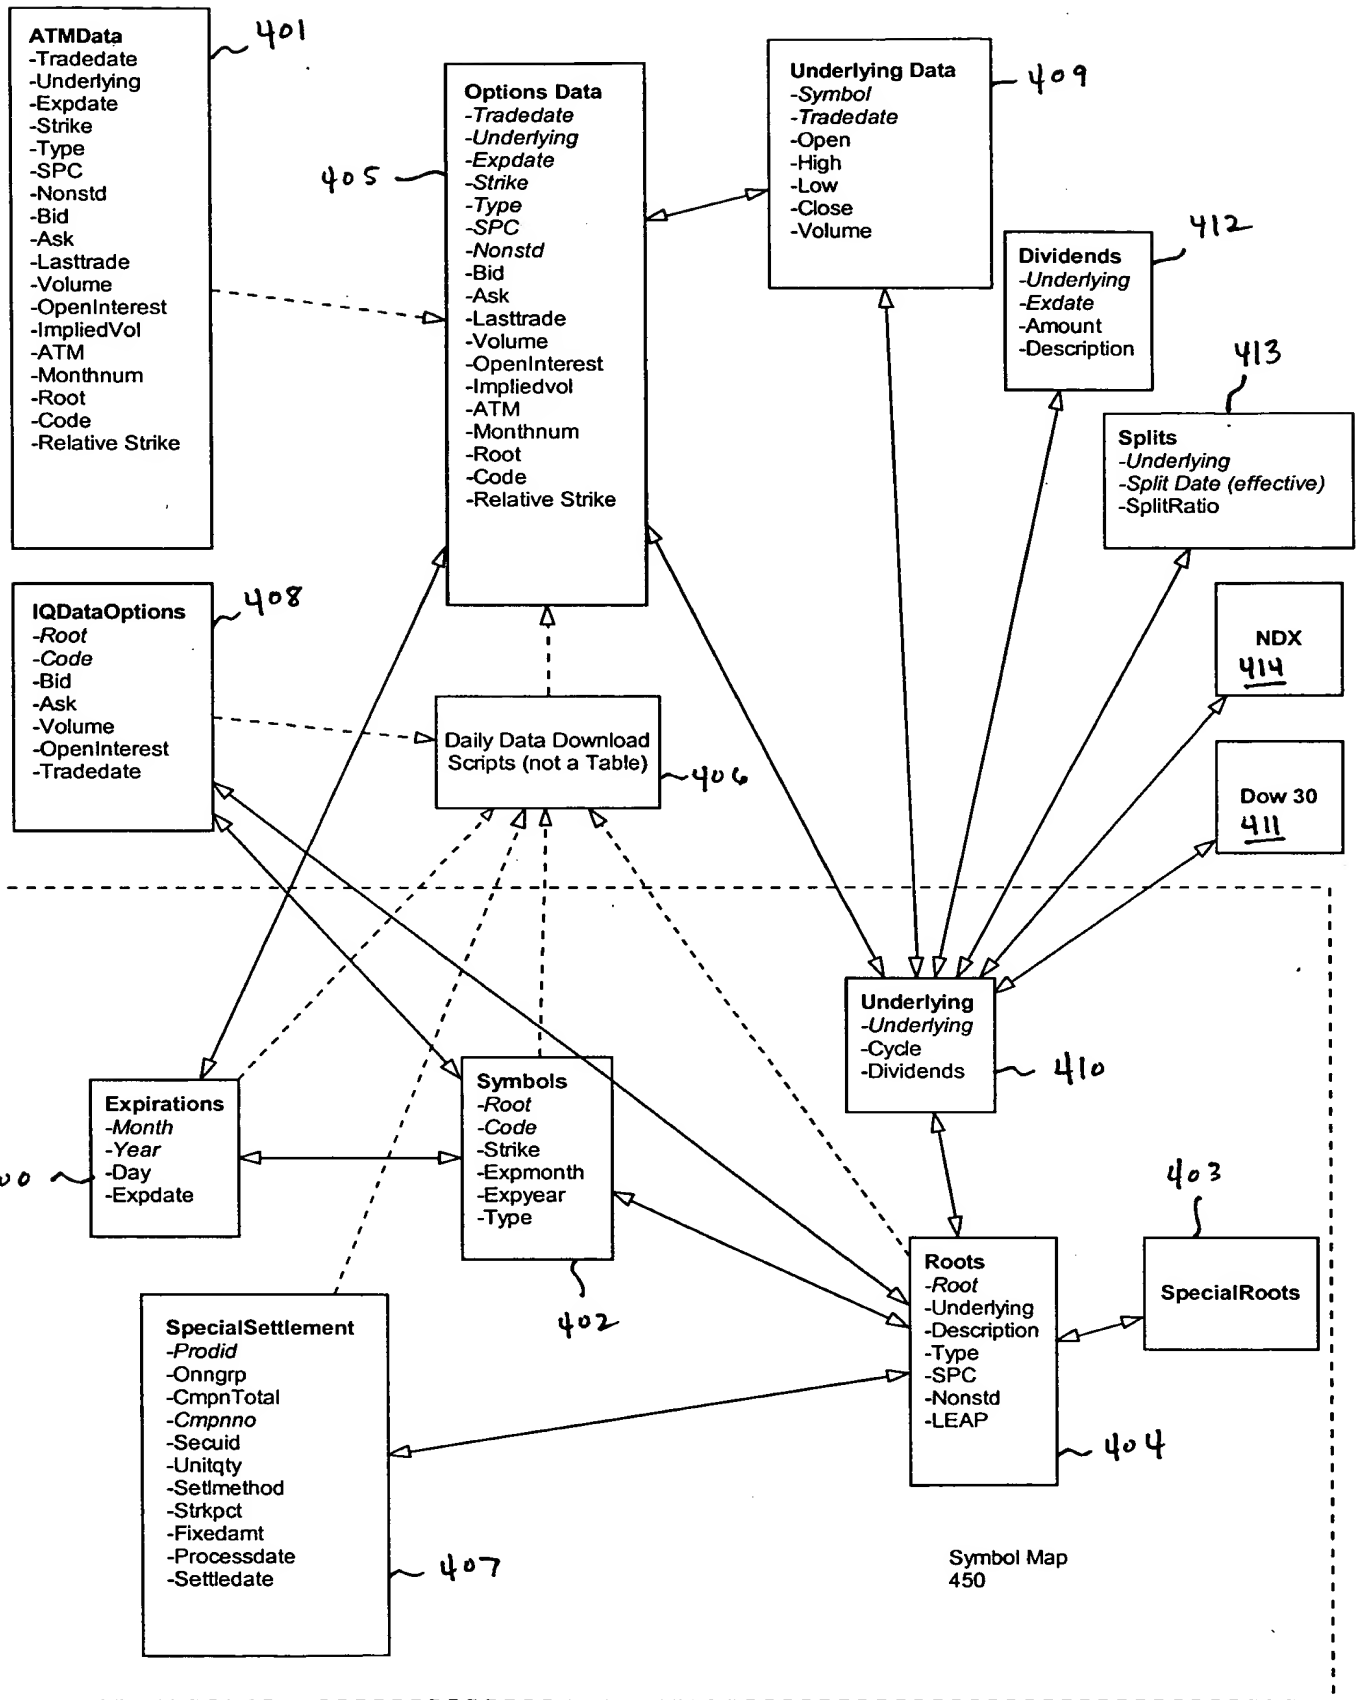 ATMData
-Tradedate
-Underlying
-Expdate
-Strike
-Type
-SPC
-Nonstd
-Bid
-Ask
-Lasttrade
-Volume
-OpenInterest
-ImpliedVol
-ATM
-Monthnum
-Root
-Code
-Relative Strike
401
Options Data
-Tradedate
-Underlying
-Expdate
-Strike
-Type
-SPC
-Nonstd
-Bid
-Ask
-Lasttrade
-Volume
-OpenInterest
-Impliedvol
-ATM
-Monthnum
-Root
-Code
-Relative Strike
405
Underlying Data
-Symbol
-Tradedate
-Open
-High
-Low
-Close
-Volume
409
Dividends
-Underlying
-Exdate
-Amount
-Description
412
Splits
-Underlying
-Split Date (effective)
-SplitRatio
413
NDX
414
Dow 30
411
IQDataOptions
-Root
-Code
-Bid
-Ask
-Volume
-OpenInterest
-Tradedate
408
Daily Data Download
Scripts (not a Table)
406
Underlying
-Underlying
-Cycle
-Dividends
410
Expirations
-Month
-Year
-Day
-Expdate
00
Symbols
-Root
-Code
-Strike
-Expmonth
-Expyear
-Type
402
Roots
-Root
-Underlying
-Description
-Type
-SPC
-Nonstd
-LEAP
404
SpecialRoots
403
SpecialSettlement
-Prodid
-Onngrp
-CmpnTotal
-Cmpnno
-Secuid
-Unitqty
-Setlmethod
-Strkpct
-Fixedamt
-Processdate
-Settledate
407
Symbol Map
450